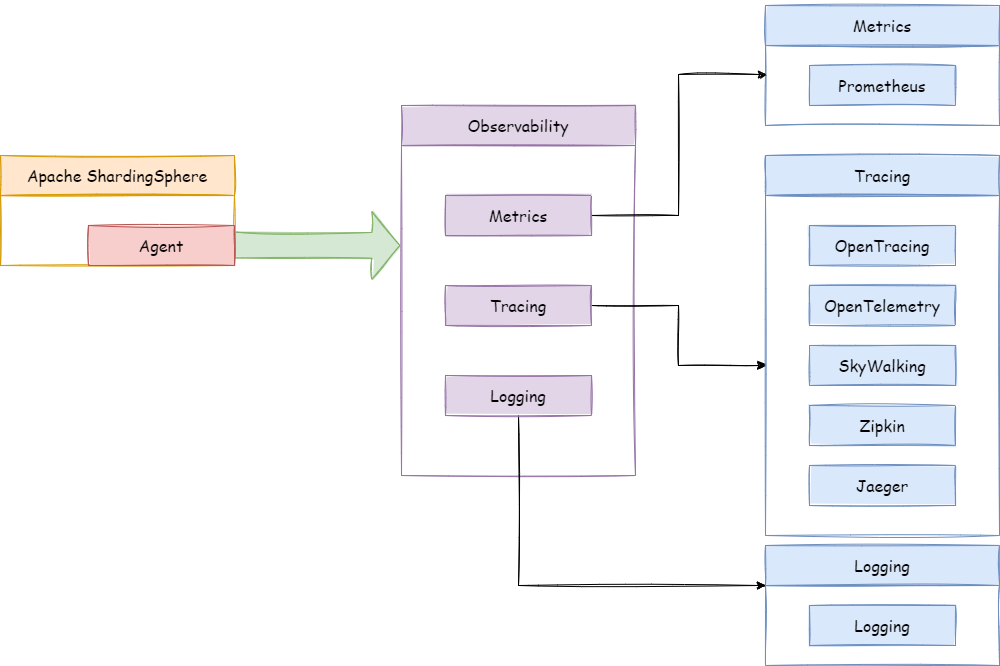 Apache ShardingSphere
Agent
Observability
Metrics
Tracing
Logging
Metrics
Prometheus
Tracing
OpenTracing
OpenTelemetry
SkyWalking
Zipkin
Jaeger
Logging
Logging